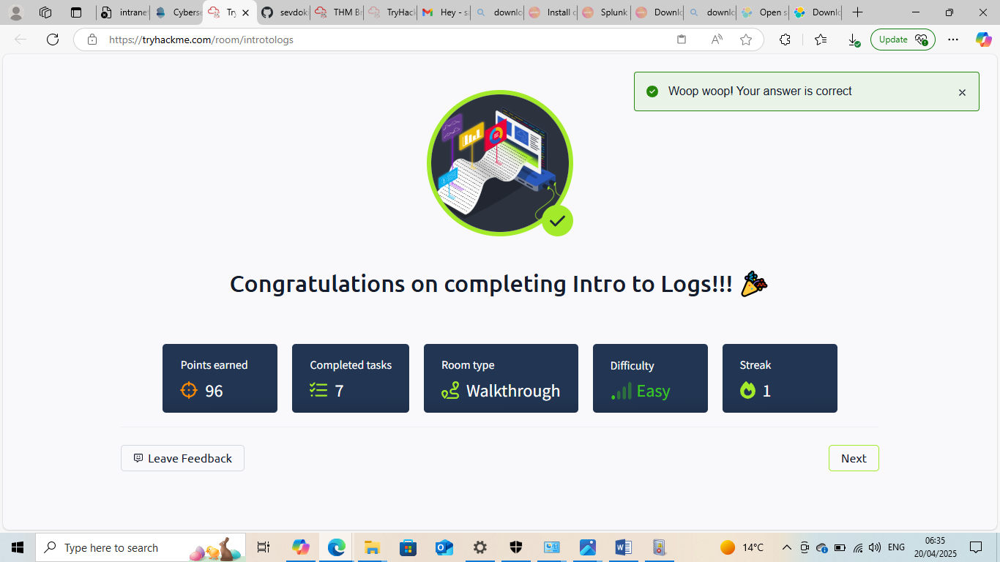 intrane
Cyberse
Try
sevdok
THM Br
TryHack
Hey - s
downlo
Install o
Splunk
Downlo
downlo
Open s
Downlo
https://tryhackme.com/room/introtologs
Update
Woop woop! Your answer is correct
Congratulations on completing Intro to Logs!!!
Points earned
96
Completed tasks
7
Room type
Walkthrough
Difficulty
Easy
Streak
1
Leave Feedback
Next
Type here to search
14°C
ENG
06:35
20/04/2025